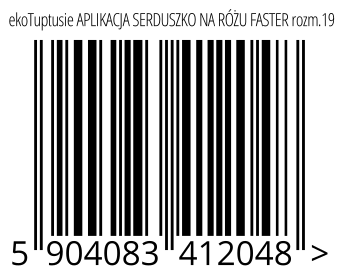 ekoTuptusie APLIKACJA SERDUSZKO NA RÓŻU FASTER rozm.19
5 904083 412048 >